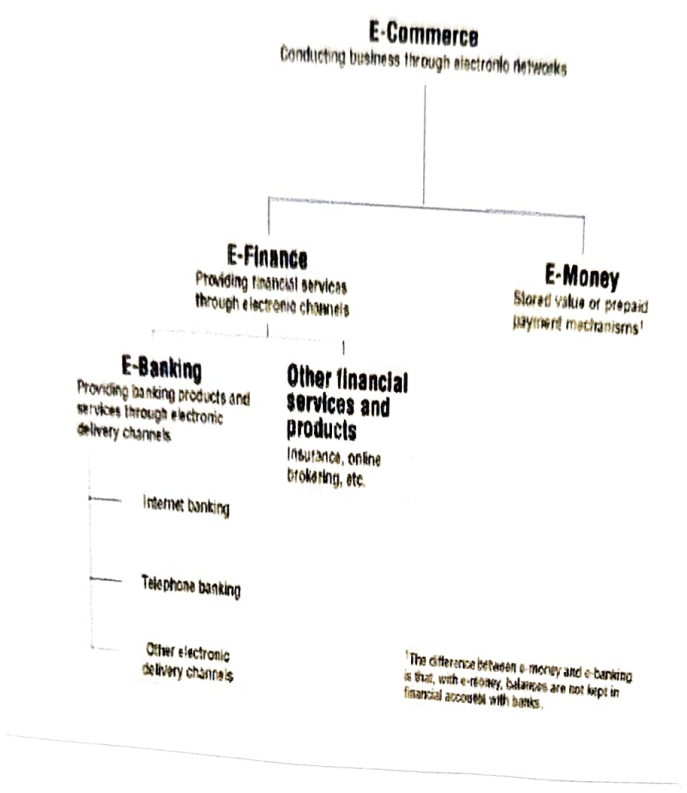 E-Commerce
Conducting business through electronic networks
E-Finance
Providing financial services
through electronic channels
E-Money
Stored value or prepaid
payment mechanisms¹
E-Banking
Providing banking products and
services through electronic
delivery channels
Other financial
services and
products
Insurance, online
brokering, etc.
Internet banking
Telephone banking
Other electronic
delivery channels
¹The difference between e-money and e-banking
is that, with e-money, balances are not kept in
financial accounts with banks.